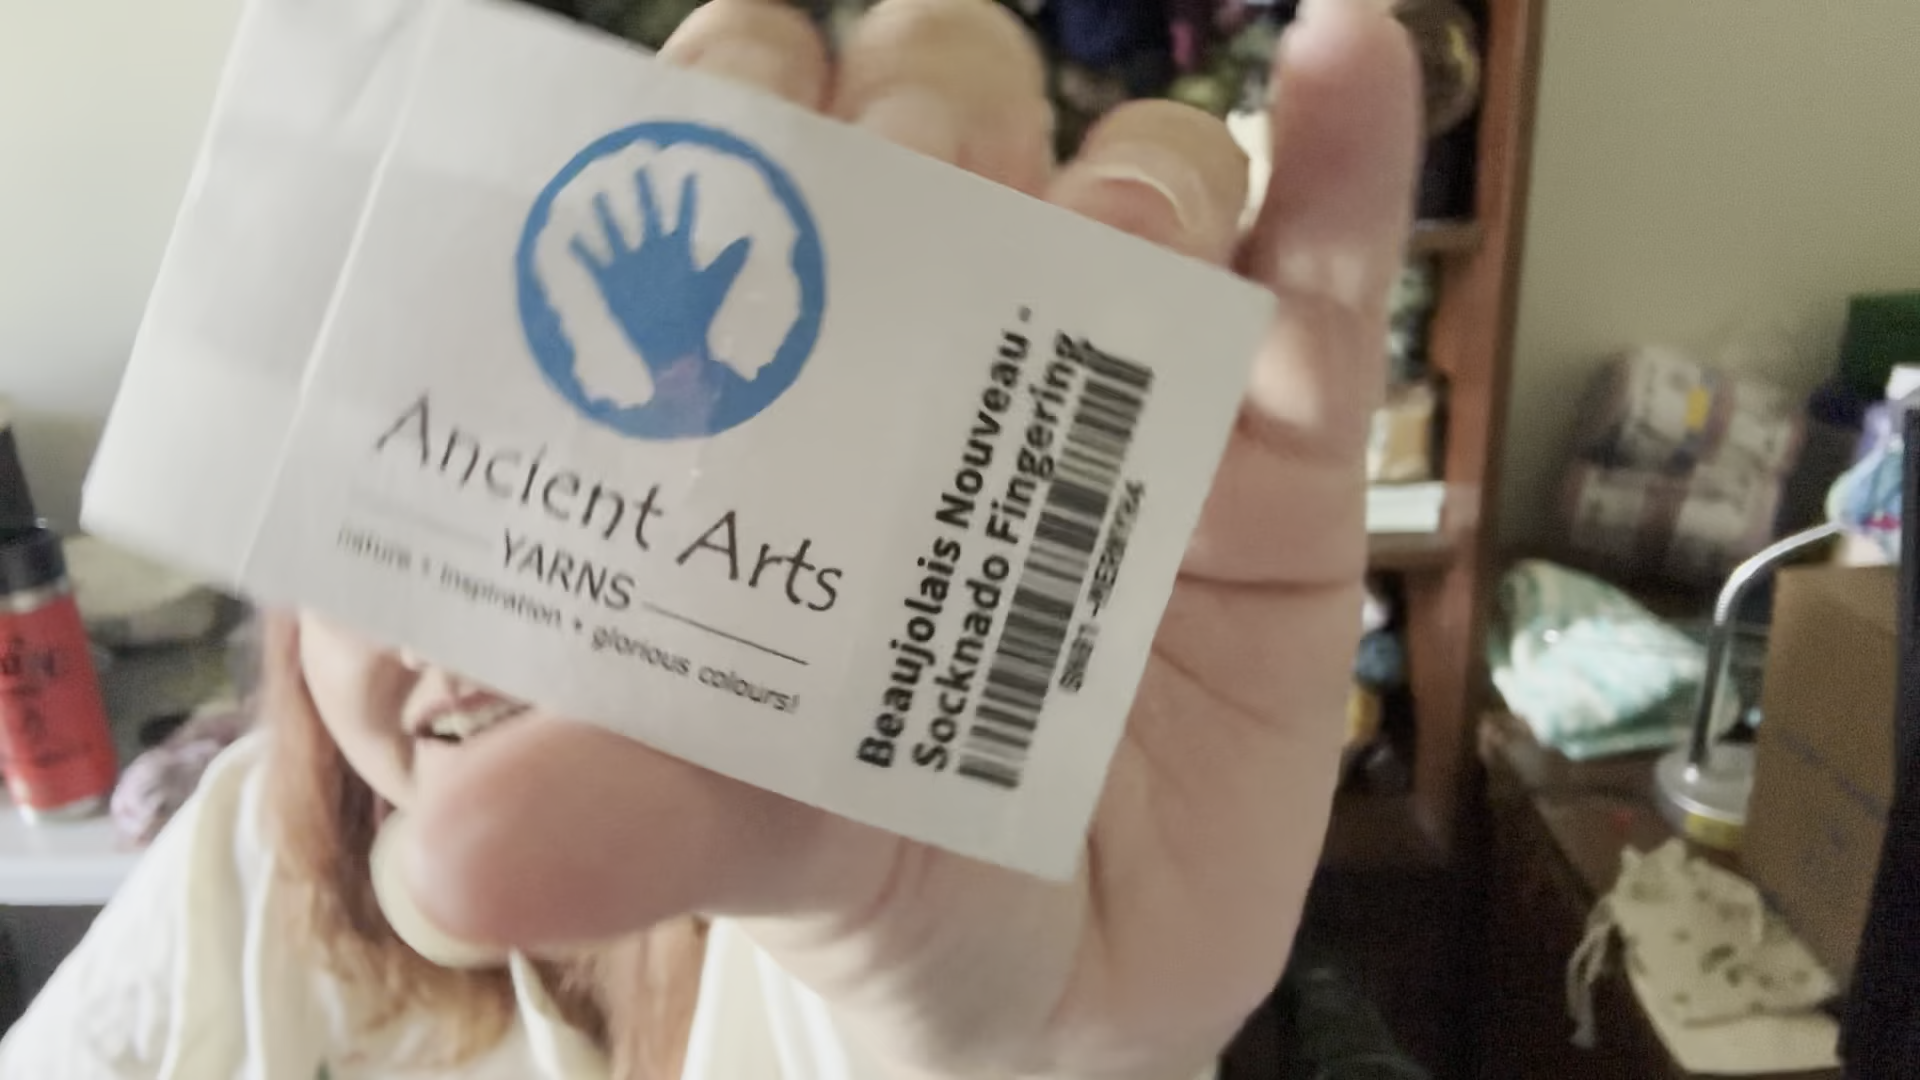 Ancient Arts
YARNS
nature • inspiration • glorious colours!
Beaujolais Nouveau -
Socknado Fingering